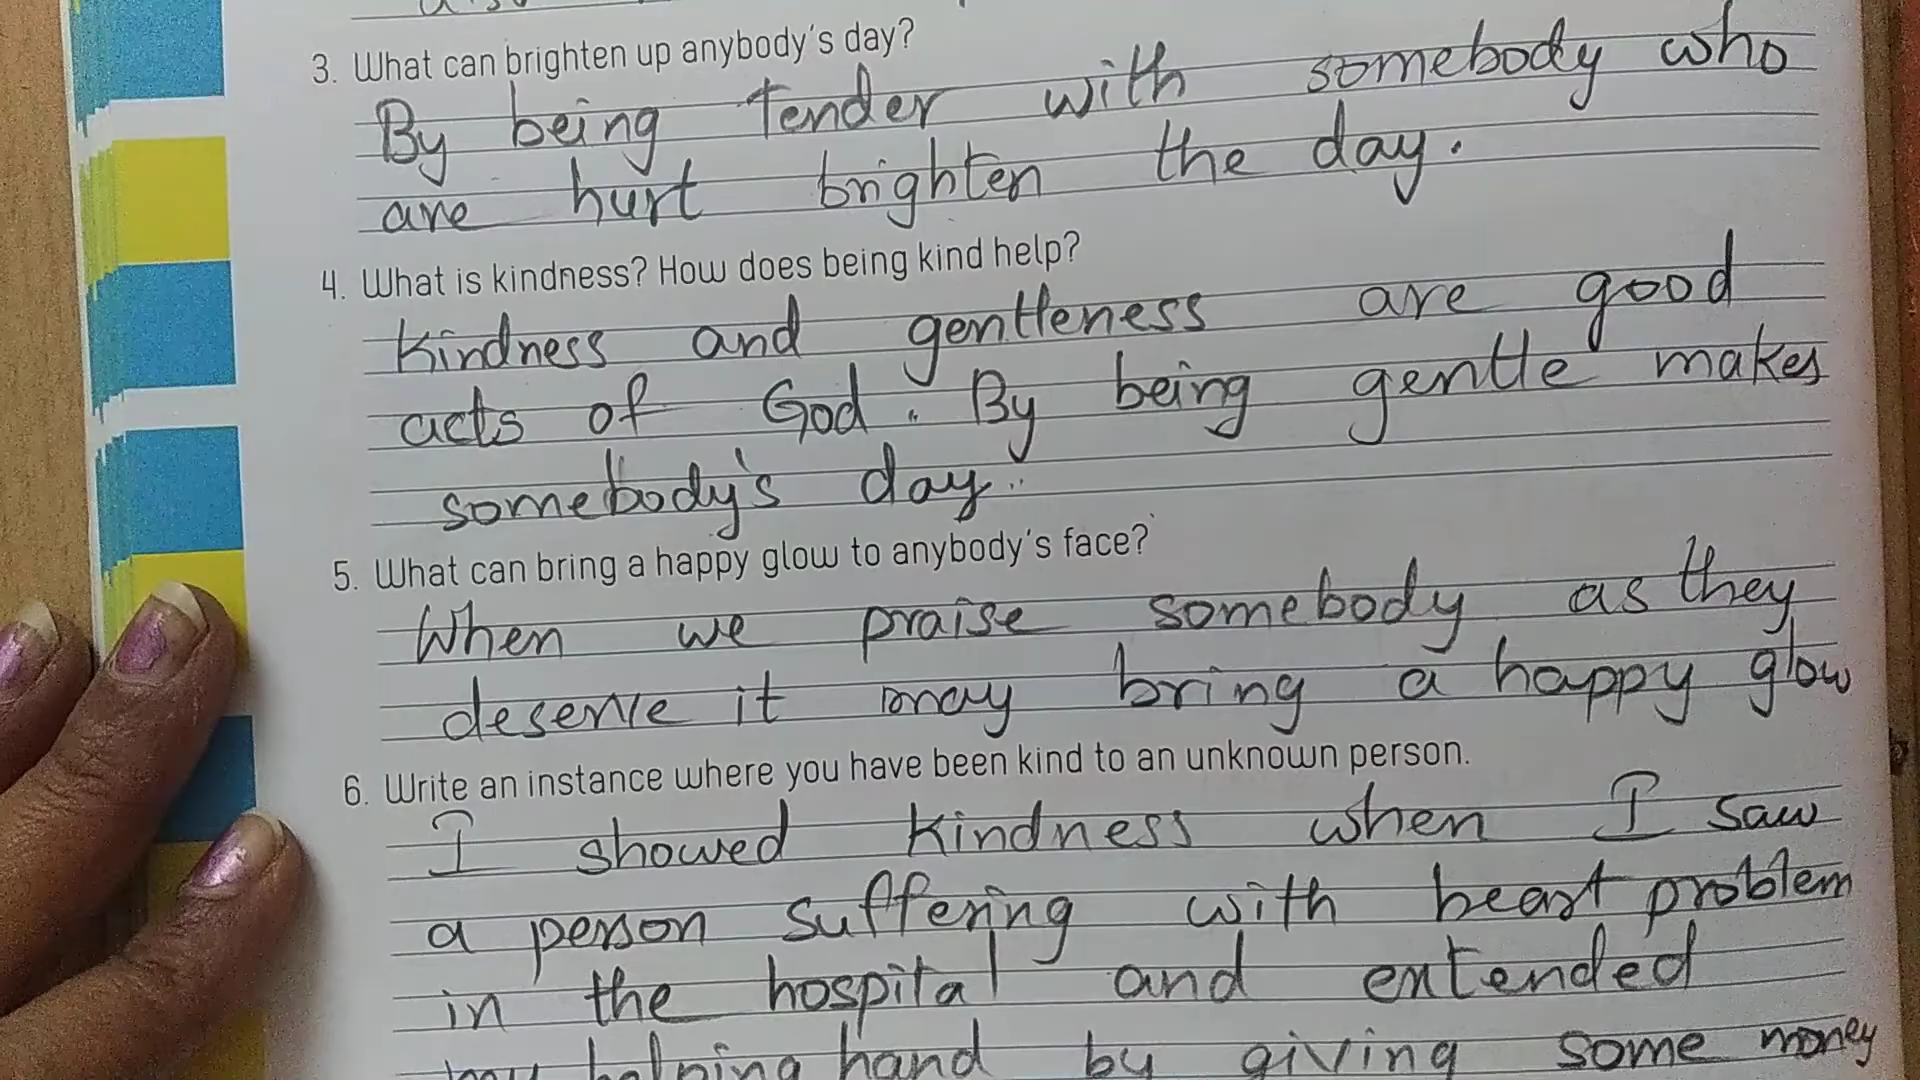 3. What can brighten up anybody's day?
By being tender with somebody who
are hurt brighten the day.
4. What is kindness? How does being kind help?
Kindness and gentleness are good
acts of God. By being gentle makes
somebody's day.
5. What can bring a happy glow to anybody's face?
When we praise somebody as they
deserve it may bring a happy glow
6. Write an instance where you have been kind to an unknown person.
I showed kindness when I saw
a person suffering with heart problem
in the hospital and extended
my helping hand by giving some money